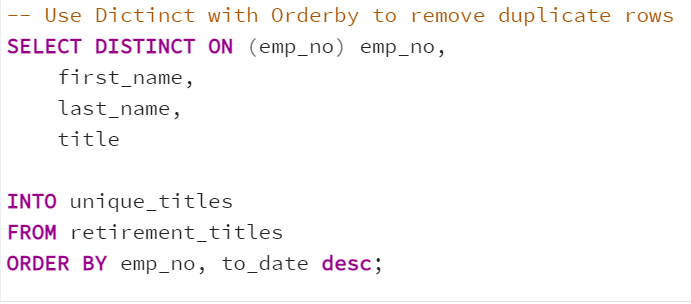 -- Use Dictinct with Orderby to remove duplicate rows
SELECT DISTINCT ON (emp_no) emp_no,
    first_name,
    last_name,
    title

INTO unique_titles
FROM retirement_titles
ORDER BY emp_no, to_date desc;